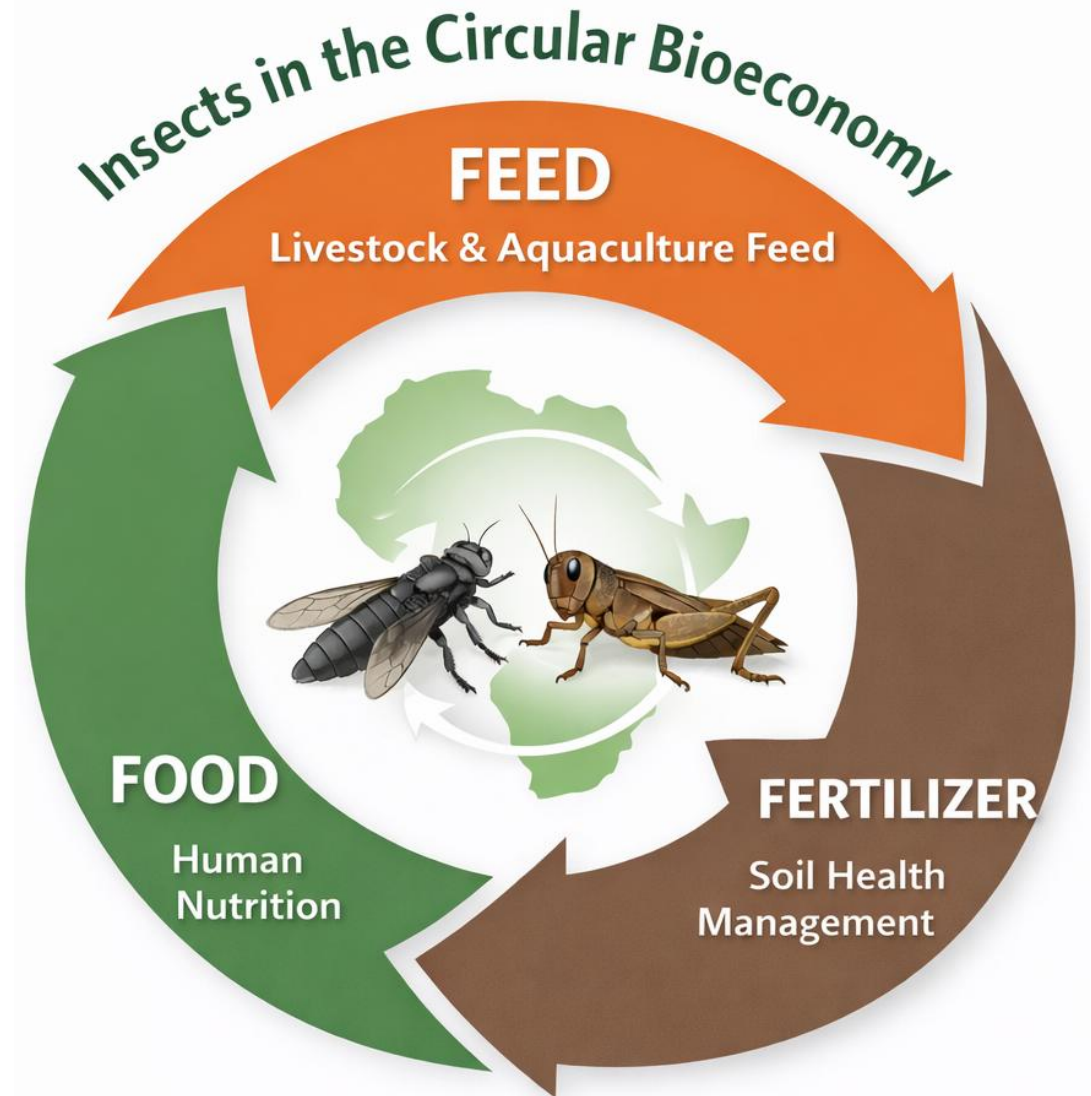 Insects in the Circular Bioeconomy
FEED
Livestock & Aquaculture Feed
FOOD
Human
Nutrition
FERTILIZER
Soil Health
Management